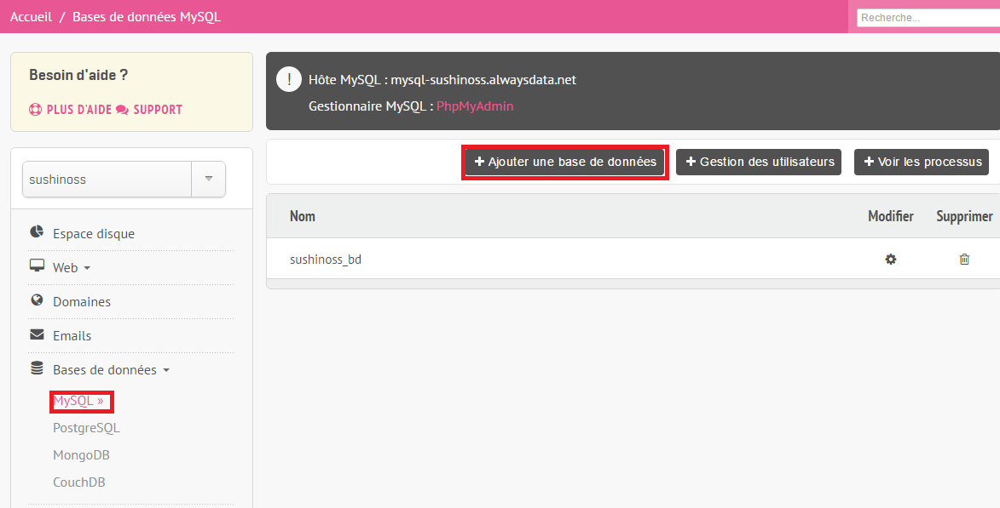 Accueil / Bases de données MySQL
Recherche...
Besoin d'aide ?
PLUS D'AIDE SUPPORT
! Hôte MySQL : mysql-sushinoss.alwaysdata.net
Gestionnaire MySQL : PhpMyAdmin
sushinoss
+ Ajouter une base de données + Gestion des utilisateurs + Voir les processus
Nom Modifier Supprimer
sushinoss_bd
Espace disque
Web
Domaines
Emails
Bases de données
MySQL »
PostgreSQL
MongoDB
CouchDB